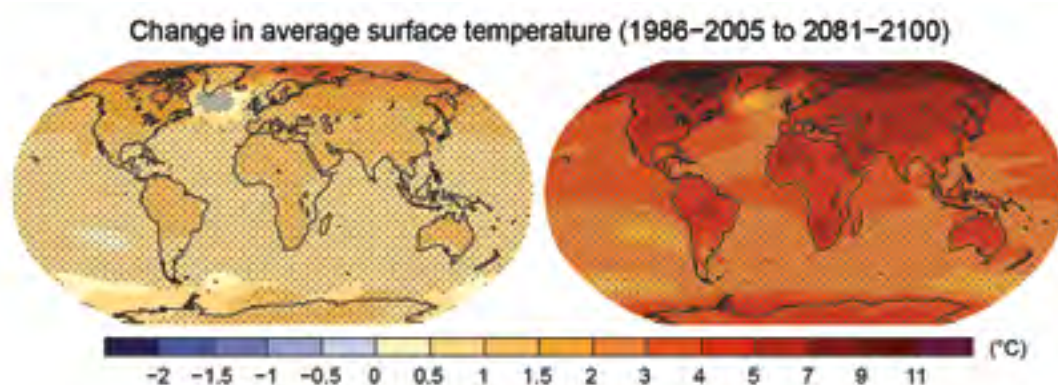 Change in average surface temperature (1986−2005 to 2081−2100)
(°C)
−2 −1.5 −1 −0.5 0 0.5 1 1.5 2 3 4 5 7 9 11